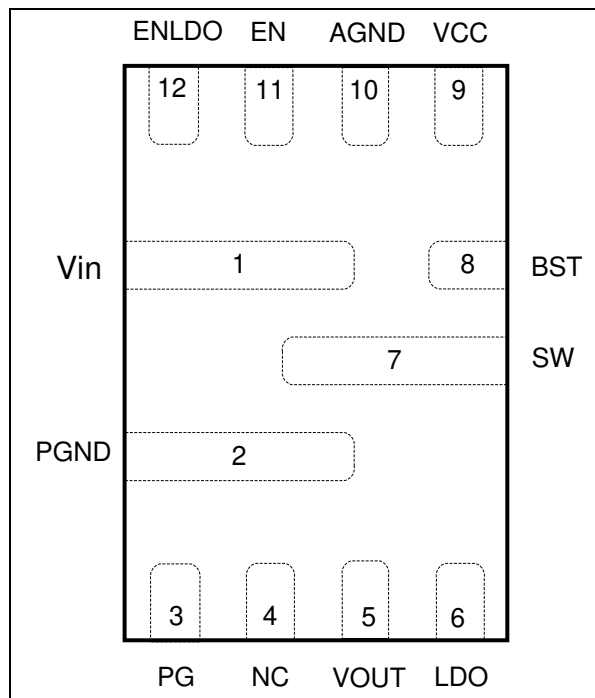 ENLDO EN AGND VCC
12 11 10 9
Vin 1 8 BST
7 SW
PGND 2
3 4 5 6
PG NC VOUT LDO